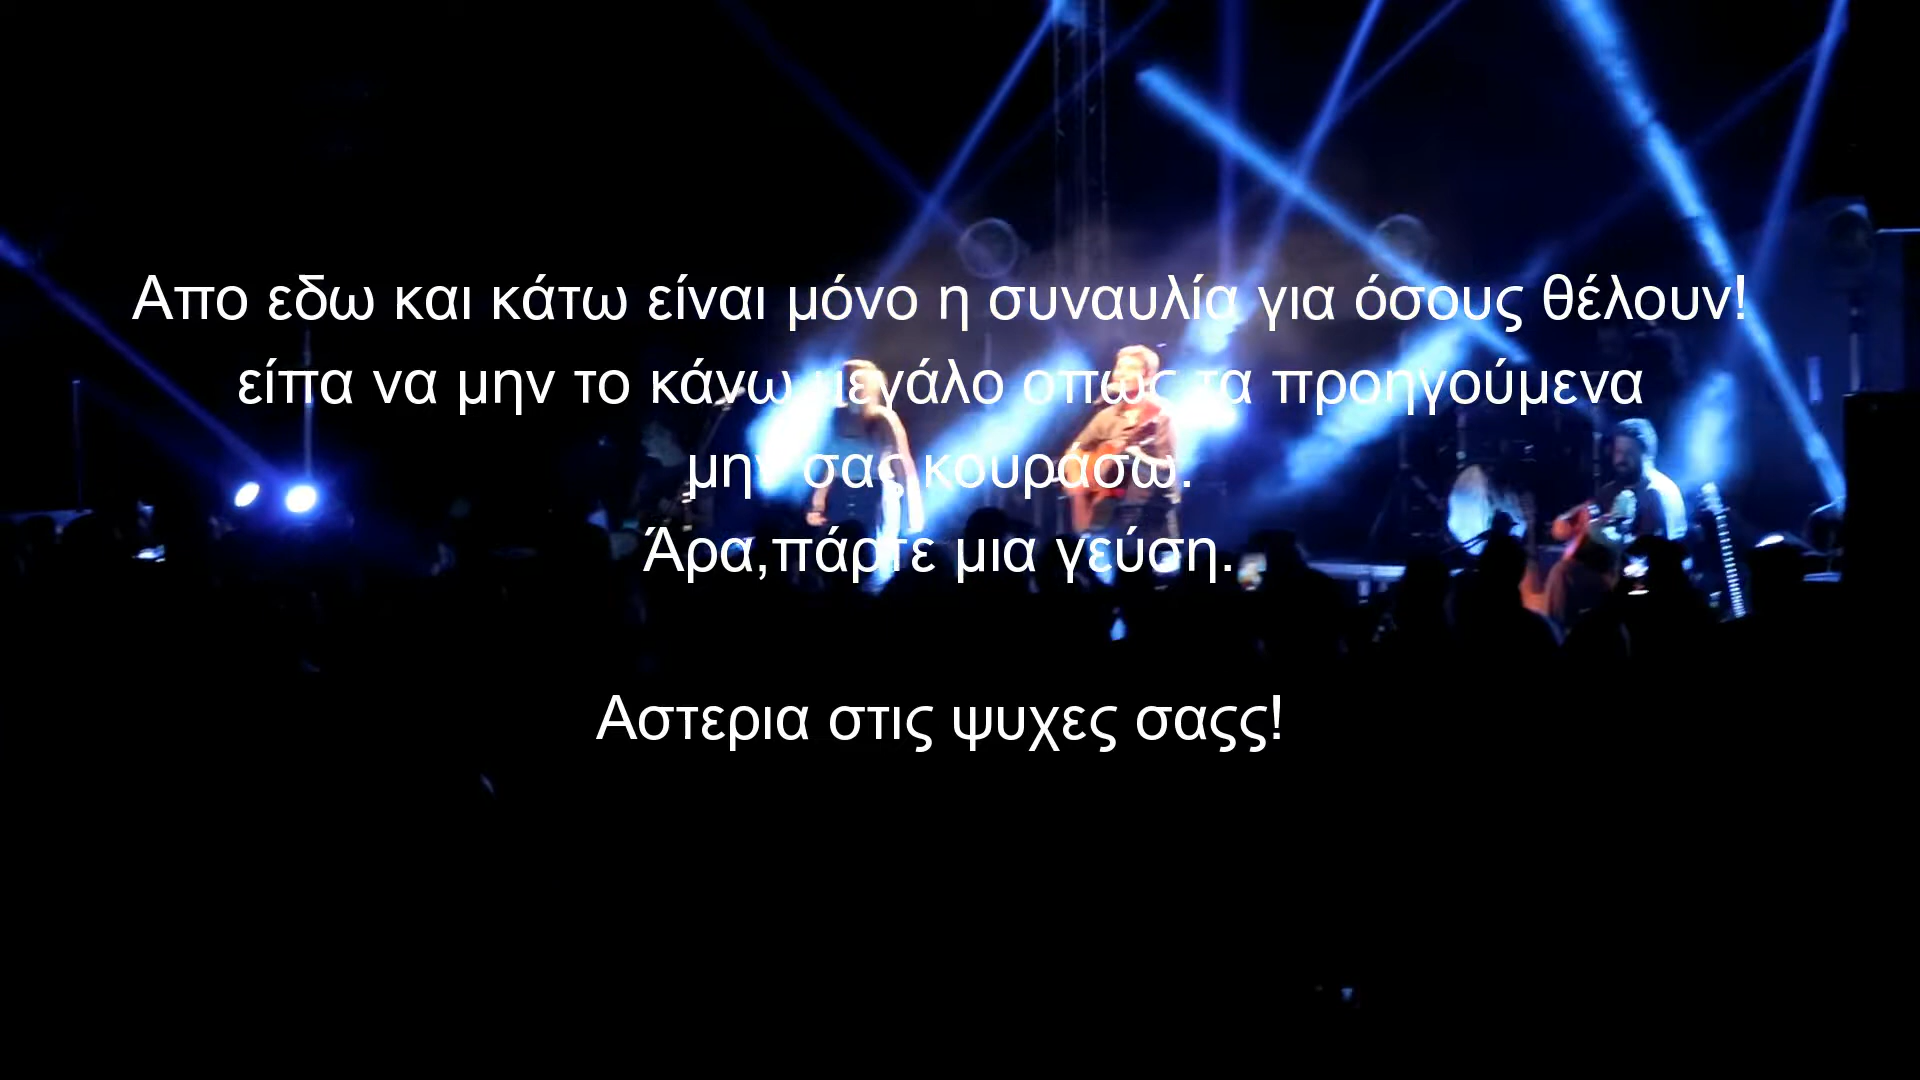 Απο εδω και κάτω είναι μόνο η συναυλία για όσους θέλουν!
είπα να μην το κάνω μεγάλο οπως τα προηγούμενα
μην σας κουράσω.
Άρα,πάρτε μια γεύση.
Αστερια στις ψυχες σαςς!